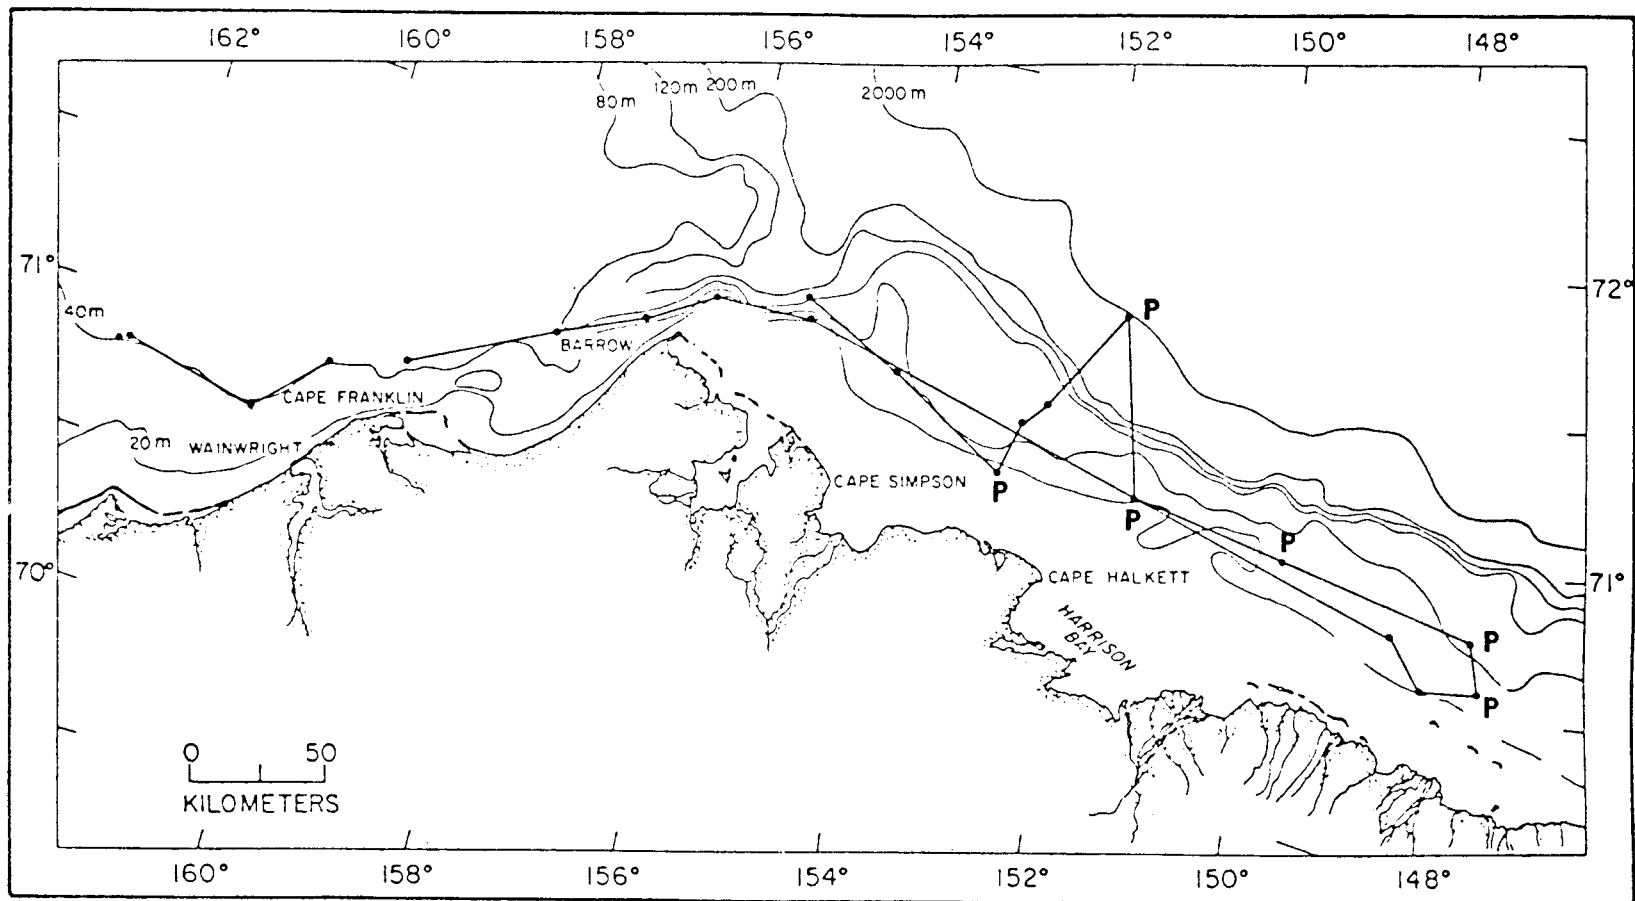 162° 160° 158° 156° 154° 152° 150° 148°
80m 120m 200m 2000m
71°
72°
40m
P
BARROW
CAPE FRANKLIN
20m WAINWRIGHT
CAPE SIMPSON
P
P
P
70°
CAPE HALKETT
71°
HARRISON
BAY
P
P
0 50
KILOMETERS
160° 158° 156° 154° 152° 150° 148°